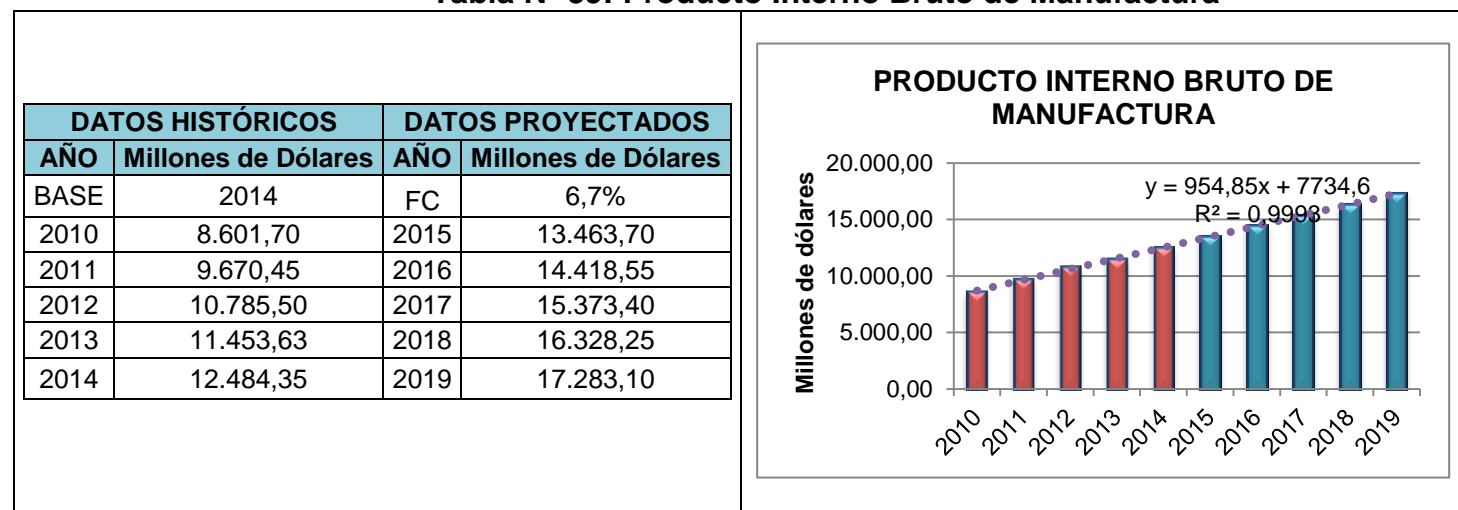 DATOS HISTÓRICOS DATOS PROYECTADOS
AÑO Millones de Dólares AÑO Millones de Dólares
BASE 2014 FC 6,7%
2010 8.601,70 2015 13.463,70
2011 9.670,45 2016 14.418,55
2012 10.785,50 2017 15.373,40
2013 11.453,63 2018 16.328,25
2014 12.484,35 2019 17.283,10
PRODUCTO INTERNO BRUTO DE
MANUFACTURA
Millones de dólares
20.000,00
15.000,00
10.000,00
5.000,00
0,00
y = 954,85x + 7734,6
R² = 0,9993
2010 2011 2012 2013 2014 2015 2016 2017 2018 2019